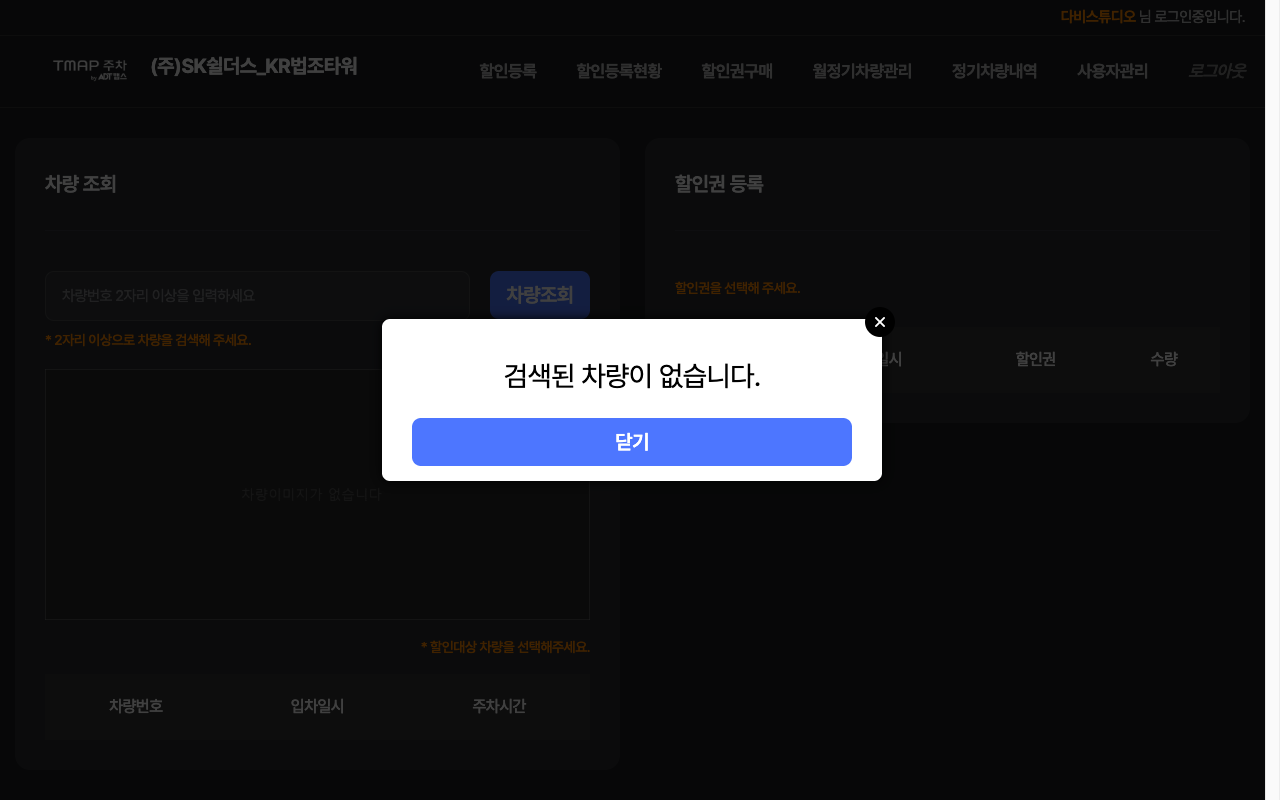 다비스튜디오 님 로그인중입니다.
TMAP 주차
by ADT캡스
(주)SK쉴더스_KR법조타워
할인등록
할인등록현황
할인권구매
월정기차량관리
정기차량내역
사용자관리
로그아웃
차량 조회
할인권 등록
차량번호 2자리 이상을 입력하세요
차량조회
할인권을 선택해 주세요.
* 2자리 이상으로 차량을 검색해 주세요.
일시
할인권
수량
검색된 차량이 없습니다.
닫기
차량이미지가 없습니다
* 할인대상 차량을 선택해주세요.
차량번호
입차일시
주차시간